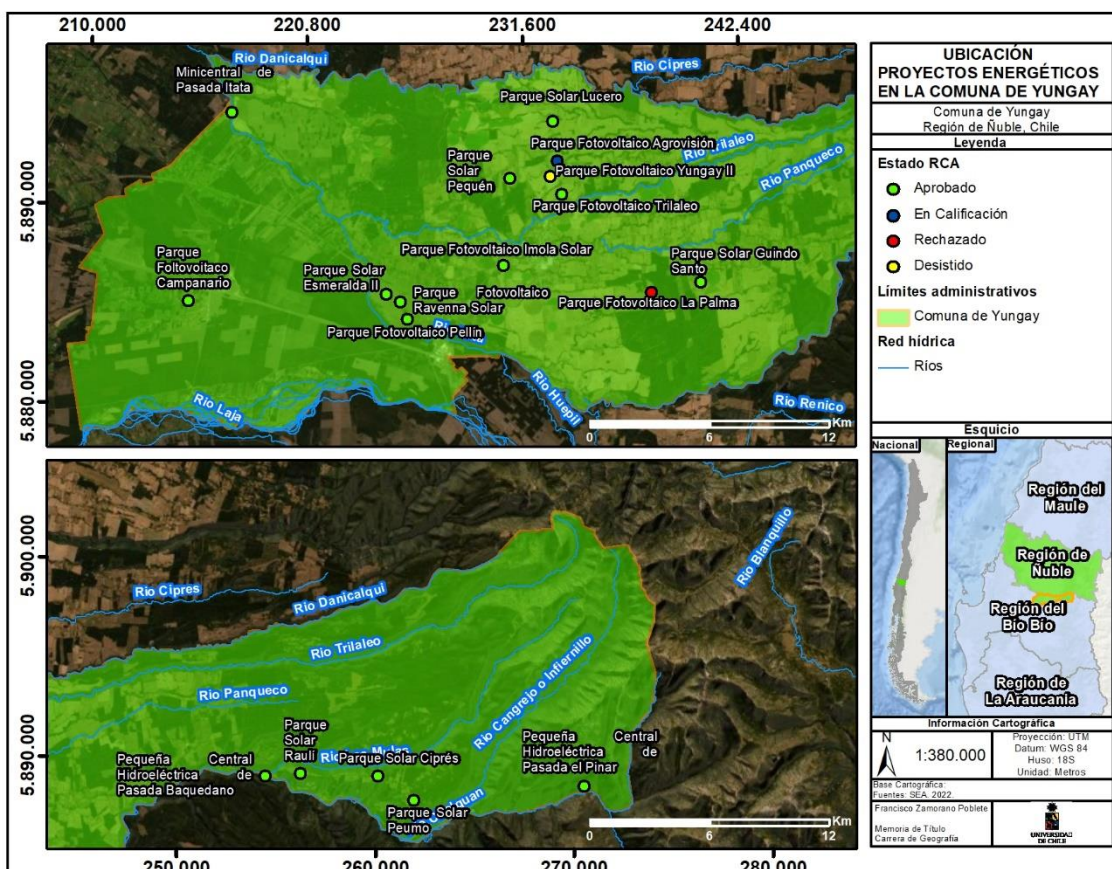 210.000
220.800
231.600
242.400
5.890.000
5.880.000
Rio Danicalquí
Minicentral de
Pasada Itata
Rio Cipres
Parque Solar Lucero
Parque Fotovoltaico Agrovisión
Rio Trilaleo
Parque
Solar
Pequén
Parque Fotovoltaico Yungay II
Rio Panqueco
Parque Fotovoltaico Trilaleo
Parque Fotovoltaico Imola Solar
Parque Solar Guindo
Santo
Parque
Foltovoitaco
Campanario
Parque Solar
Esmeralda II
Parque Fotovoltaico
Ravenna Solar
Parque Fotovoltaico La Palma
Parque Fotovoltaico Pellín
Rio Huepil
Rio Laja
Rio Renico
Km
0 6 12
5.900.000
5.890.000
Rio Blanquillo
Rio Cipres
Rio Danicalqui
Rio Trilaleo
Rio Panqueco
Rio Cangrejo o Infiernillo
Parque
Solar
Raulí
Pequeña Central
Hidroeléctrica de
Pasada Baquedano
Parque Solar Ciprés
Pequeña Central
Hidroeléctrica de
Pasada el Pinar
Parque Solar
Peumo
Km
0 6 12
250.000
260.000
270.000
280.000
UBICACIÓN
PROYECTOS ENERGÉTICOS
EN LA COMUNA DE YUNGAY
Comuna de Yungay
Región de Ñuble, Chile
Leyenda
Estado RCA
Aprobado
En Calificación
Rechazado
Desistido
Límites administrativos
Comuna de Yungay
Red hídrica
Ríos
Esquicio
Nacional
Regional
Región del
Maule
Región de
Ñuble
Región del
Bío Bío
Región de
La Araucanía
Información Cartográfica
N
1:380.000
Proyección: UTM
Datum: WGS 84
Huso: 18S
Unidad: Metros
Base Cartográfica:
Fuentes: SEA, 2022.
Francisco Zamorano Poblete
Memoria de Título
Carrera de Geografía
UNIVERSIDAD
DE CHILE